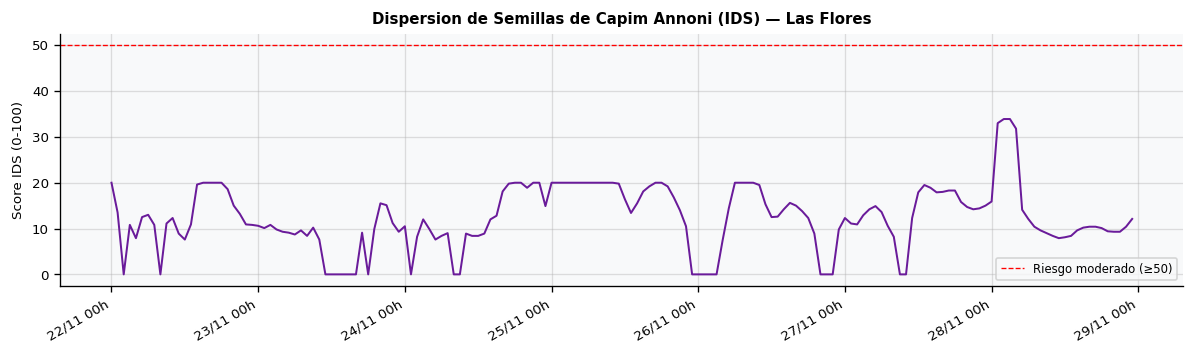 Dispersion de Semillas de Capim Annoni (IDS) — Las Flores
Score IDS (0-100)
50
40
30
20
10
0
Riesgo moderado (≥50)
22/11 00h
23/11 00h
24/11 00h
25/11 00h
26/11 00h
27/11 00h
28/11 00h
29/11 00h